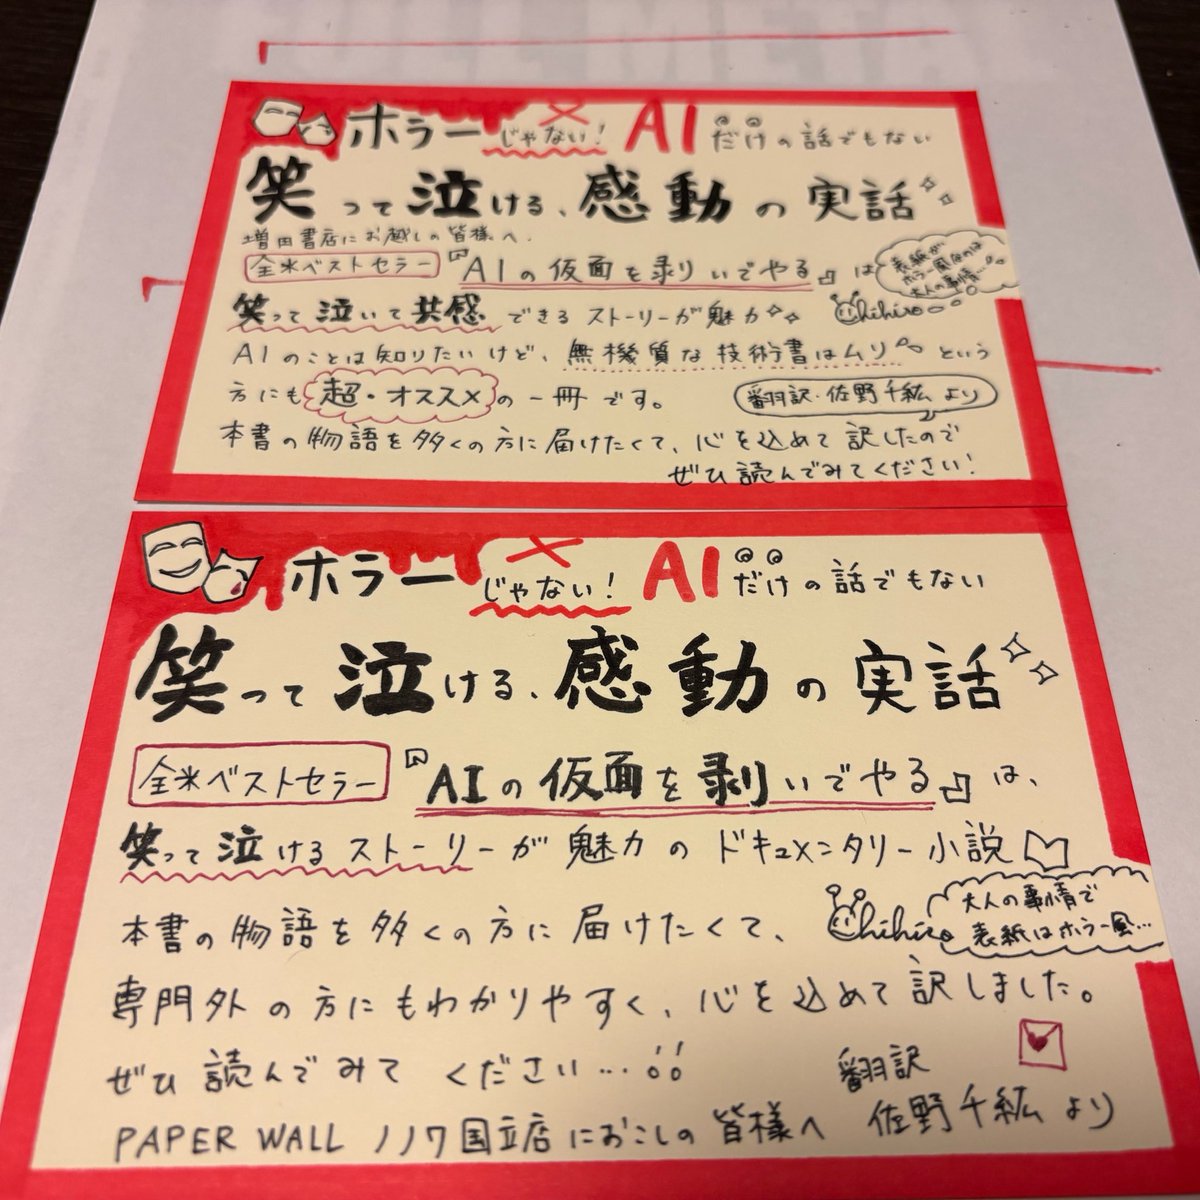 ホラーじゃない! AIだけの話でもない
笑って泣ける、感動の実話
増田書店にお越しの皆様へ
全米ベストセラー『AIの仮面を剥いでやる』は
表紙がホラー風なのは大人の事情…
笑って泣いて共感できるストーリーが魅力
Chihiro
AIのことは知りたいけど、無機質な技術書はムリという
方にも超・オススメの一冊です。
翻訳・佐野千紘より
本書の物語を多くの方に届けたくて、心を込めて訳したので
ぜひ読んでみてください!
ホラーじゃない! AIだけの話でもない
笑って泣ける、感動の実話
全米ベストセラー『AIの仮面を剥いでやる』は、
笑って泣けるストーリーが魅力のドキュメンタリー小説
Chihiro
大人の事情で
表紙はホラー風…
本書の物語を多くの方に届けたくて、
専門外の方にもわかりやすく、心を込めて訳しました。
ぜひ読んでみてください…!!
翻訳
佐野千紘より
PAPER WALL ノノワ国立店におこしの皆様へ